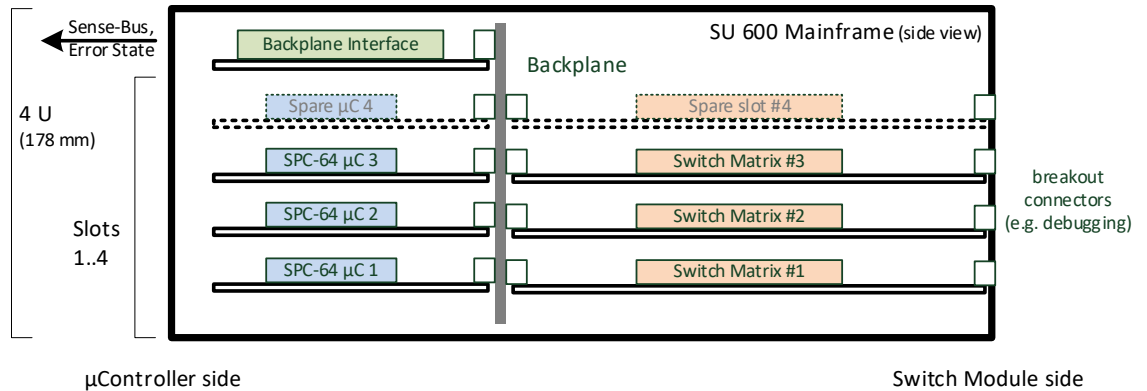 Sense-Bus,
Error State
SU 600 Mainframe (side view)
Backplane Interface
Backplane
4 U
(178 mm)
Spare µC 4
Spare slot #4
SPC-64 µC 3
Switch Matrix #3
breakout
connectors
(e.g. debugging)
SPC-64 µC 2
Switch Matrix #2
Slots
1..4
SPC-64 µC 1
Switch Matrix #1
µController side
Switch Module side